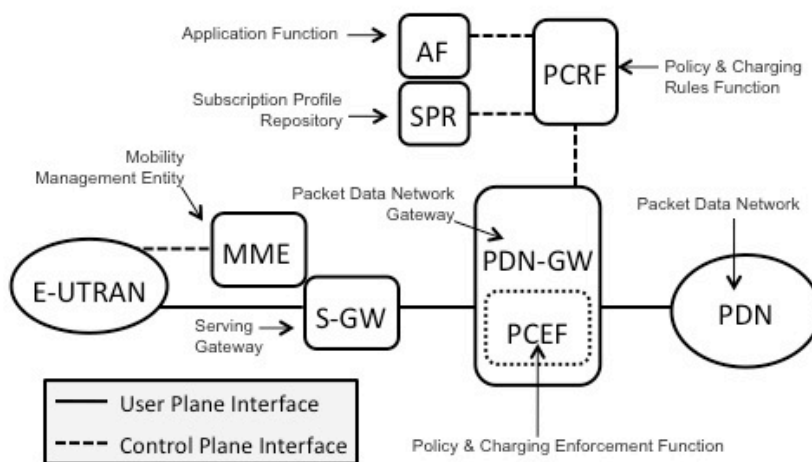 Application Function
AF
PCRF
Policy & Charging
Rules Function
Subscription Profile
Repository
SPR
Mobility
Management Entity
Packet Data Network
Gateway
Packet Data Network
MME
PDN-GW
E-UTRAN
S-GW
PDN
Serving
Gateway
PCEF
User Plane Interface
Control Plane Interface
Policy & Charging Enforcement Function